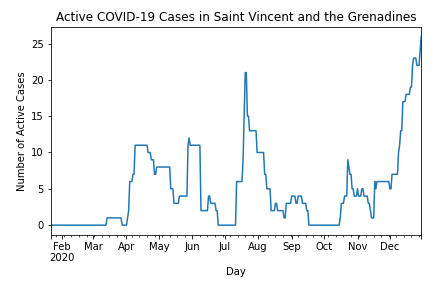 Active COVID-19 Cases in Saint Vincent and the Grenadines
Number of Active Cases
25
20
15
10
5
0
Feb Mar Apr May Jun Jul Aug Sep Oct Nov Dec
2020
Day